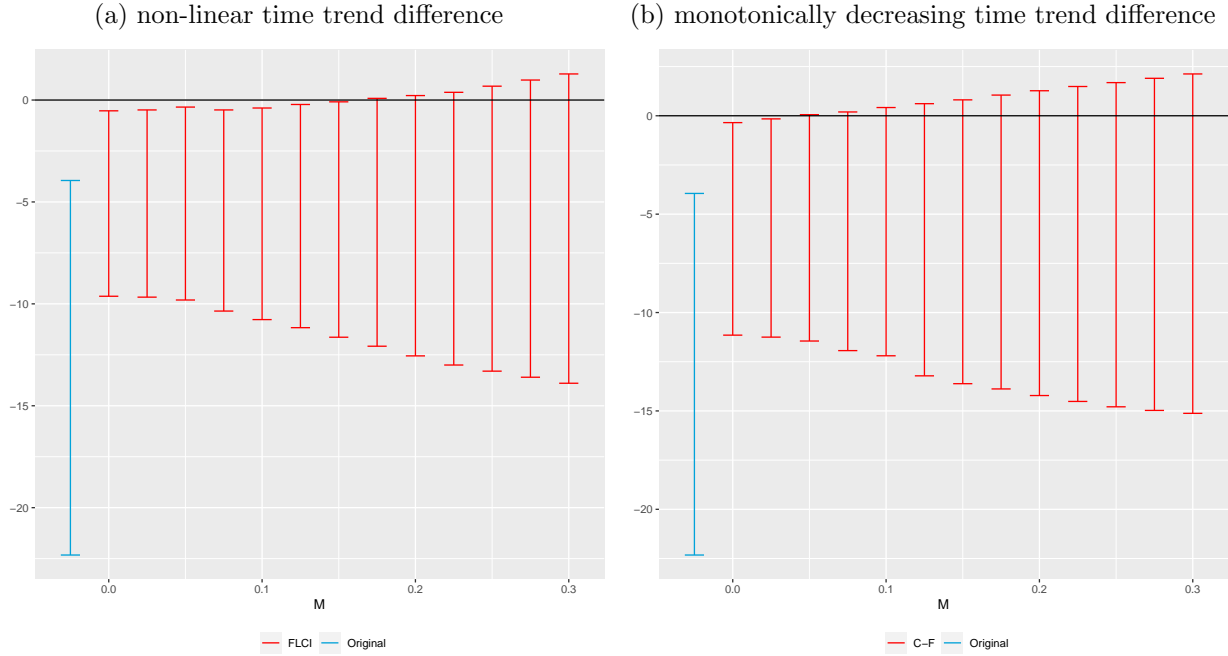 (a) non-linear time trend difference
0
−5
−10
−15
−20
0.0 0.1 0.2 0.3
M
FLCI Original
(b) monotonically decreasing time trend difference
0
−5
−10
−15
−20
0.0 0.1 0.2 0.3
M
C−F Original